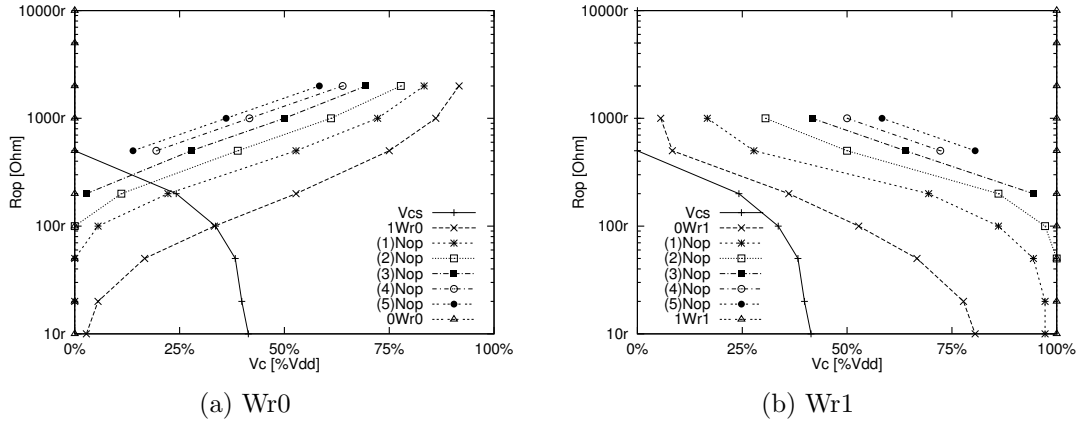 10000r
1000r
200r
100r
10r
Rop [Ohm]
0%
25%
50%
75%
100%
Vc [%Vdd]
Vcs
1Wr0
(1)Nop
(2)Nop
(3)Nop
(4)Nop
(5)Nop
0Wr0
(a) Wr0
10000r
1000r
200r
100r
10r
Rop [Ohm]
0%
25%
50%
75%
100%
Vc [%Vdd]
Vcs
0Wr1
(1)Nop
(2)Nop
(3)Nop
(4)Nop
(5)Nop
1Wr1
(b) Wr1